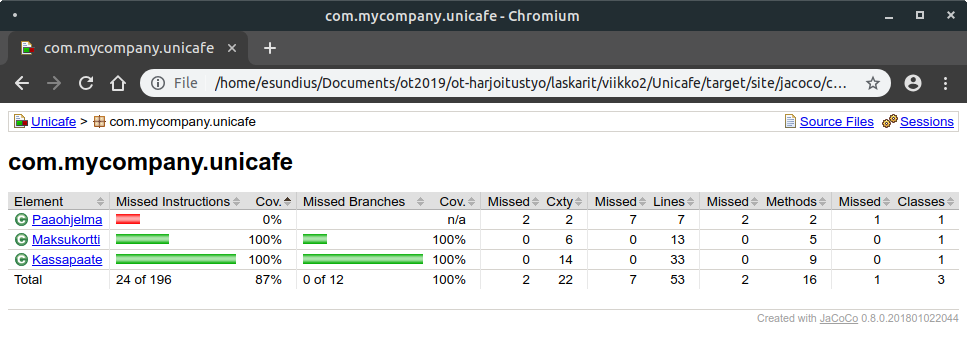 com.mycompany.unicafe - Chromium
com.mycompany.unicafe
File /home/esundius/Documents/ot2019/ot-harjoitustyo/laskarit/viikko2/Unicafe/target/site/jacoco/c...
Unicafe > com.mycompany.unicafe Source Files Sessions
com.mycompany.unicafe
Element Missed Instructions Cov. Missed Branches Cov. Missed Cxty Missed Lines Missed Methods Missed Classes
Paaohjelma 0% n/a 2 2 7 7 2 2 1 1
Maksukortti 100% 100% 0 6 0 13 0 5 0 1
Kassapaate 100% 100% 0 14 0 33 0 9 0 1
Total 24 of 196 87% 0 of 12 100% 2 22 7 53 2 16 1 3
Created with JaCoCo 0.8.0.201801022044